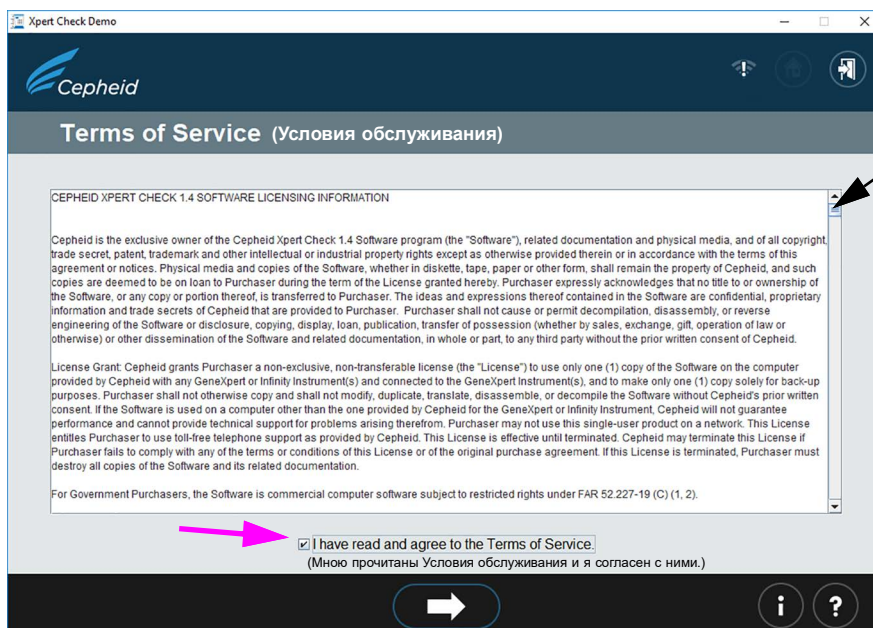 Xpert Check Demo
Cepheid
Terms of Service (Условия обслуживания)
CEPHEID XPERT CHECK 1.4 SOFTWARE LICENSING INFORMATION
Cepheid is the exclusive owner of the Cepheid Xpert Check 1.4 Software program (the "Software"), related documentation and physical media, and of all copyright,
trade secret, patent, trademark and other intellectual or industrial property rights except as otherwise provided therein or in accordance with the terms of this
agreement or notices. Physical media and copies of the Software, whether in diskette, tape, paper or other form, shall remain the property of Cepheid, and such
copies are deemed to be on loan to Purchaser during the term of the License granted hereby. Purchaser expressly acknowledges that no title to or ownership of
the Software, or any copy or portion thereof, is transferred to Purchaser. The ideas and expressions thereof contained in the Software are confidential, proprietary
information and trade secrets of Cepheid that are provided to Purchaser. Purchaser shall not cause or permit decompilation, disassembly, or reverse
engineering of the Software or disclosure, copying, display, loan, publication, transfer of possession (whether by sales, exchange, gift, operation of law or
otherwise) or other dissemination of the Software and related documentation, in whole or part, to any third party without the prior written consent of Cepheid.
License Grant: Cepheid grants Purchaser a non-exclusive, non-transferable license (the "License") to use only one (1) copy of the Software on the computer
provided by Cepheid with any GeneXpert or Infinity Instrument(s) and connected to the GeneXpert Instrument(s), and to make only one (1) copy solely for back-up
purposes. Purchaser shall not otherwise copy and shall not modify, duplicate, translate, disassemble, or decompile the Software without Cepheid's prior written
consent. If the Software is used on a computer other than the one provided by Cepheid for the GeneXpert or Infinity Instrument, Cepheid will not guarantee
performance and cannot provide technical support for problems arising therefrom. Purchaser may not use this single-user product on a network. This License
entitles Purchaser to use toll-free telephone support as provided by Cepheid. This License is effective until terminated. Cepheid may terminate this License if
Purchaser fails to comply with any of the terms or conditions of this License or of the original purchase agreement. If this License is terminated, Purchaser must
destroy all copies of the Software and its related documentation.
For Government Purchasers, the Software is commercial computer software subject to restricted rights under FAR 52.227-19 (C) (1, 2).
I have read and agree to the Terms of Service.
(Мною прочитаны Условия обслуживания и я согласен с ними.)
i ?